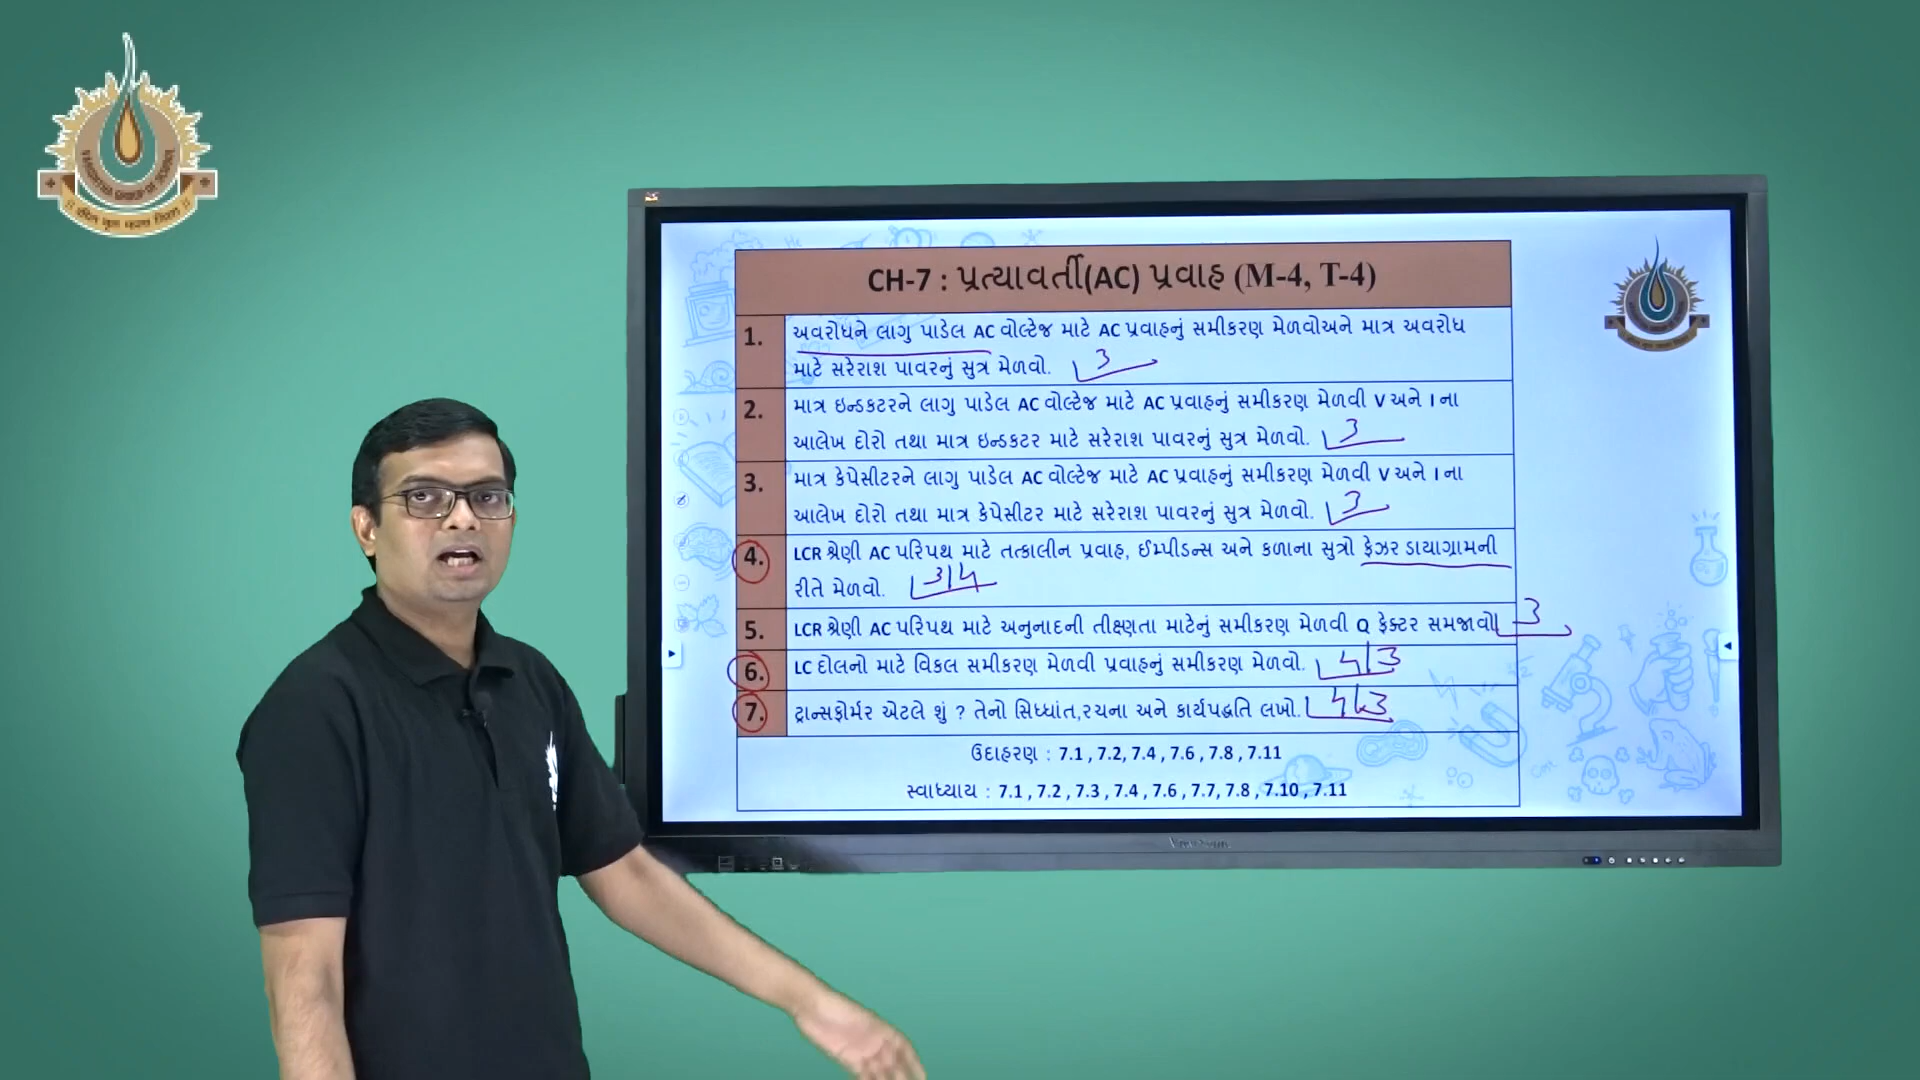 CH-7 : પ્રત્યાવર્તી(AC) પ્રવાહ (M-4, T-4)
1. અવરોધને લાગુ પાડેલ AC વોલ્ટેજ માટે AC પ્રવાહનું સમીકરણ મેળવોઅને માત્ર અવરોધ
માટે સરેરાશ પાવરનું સુત્ર મેળવો. 3
2. માત્ર ઇન્ડકટરને લાગુ પાડેલ AC વોલ્ટેજ માટે AC પ્રવાહનું સમીકરણ મેળવી V અને I ના
આલેખ દોરો તથા માત્ર ઇન્ડકટર માટે સરેરાશ પાવરનું સુત્ર મેળવો. 3
3. માત્ર કેપેસીટરને લાગુ પાડેલ AC વોલ્ટેજ માટે AC પ્રવાહનું સમીકરણ મેળવી V અને I ના
આલેખ દોરો તથા માત્ર કેપેસીટર માટે સરેરાશ પાવરનું સુત્ર મેળવો. 3
4. LCR શ્રેણી AC પરિપથ માટે તત્કાલીન પ્રવાહ, ઈમ્પીડન્સ અને કળાના સુત્રો ફેઝર ડાયાગ્રામની
રીતે મેળવો. 3/4
5. LCR શ્રેણી AC પરિપથ માટે અનુનાદની તીક્ષ્ણતા માટેનું સમીકરણ મેળવી Q ફેક્ટર સમજાવો 3
6. LC દોલનો માટે વિકલ સમીકરણ મેળવી પ્રવાહનું સમીકરણ મેળવો. 4/3
7. ટ્રાન્સફોર્મર એટલે શું ? તેનો સિધ્ધાંત,રચના અને કાર્યપદ્ધતિ લખો. 4/3
ઉદાહરણ : 7.1 , 7.2, 7.4 , 7.6 , 7.8 , 7.11
સ્વાધ્યાય : 7.1 , 7.2 , 7.3 , 7.4 , 7.6 , 7.7, 7.8 , 7.10 , 7.11
ViewSonic